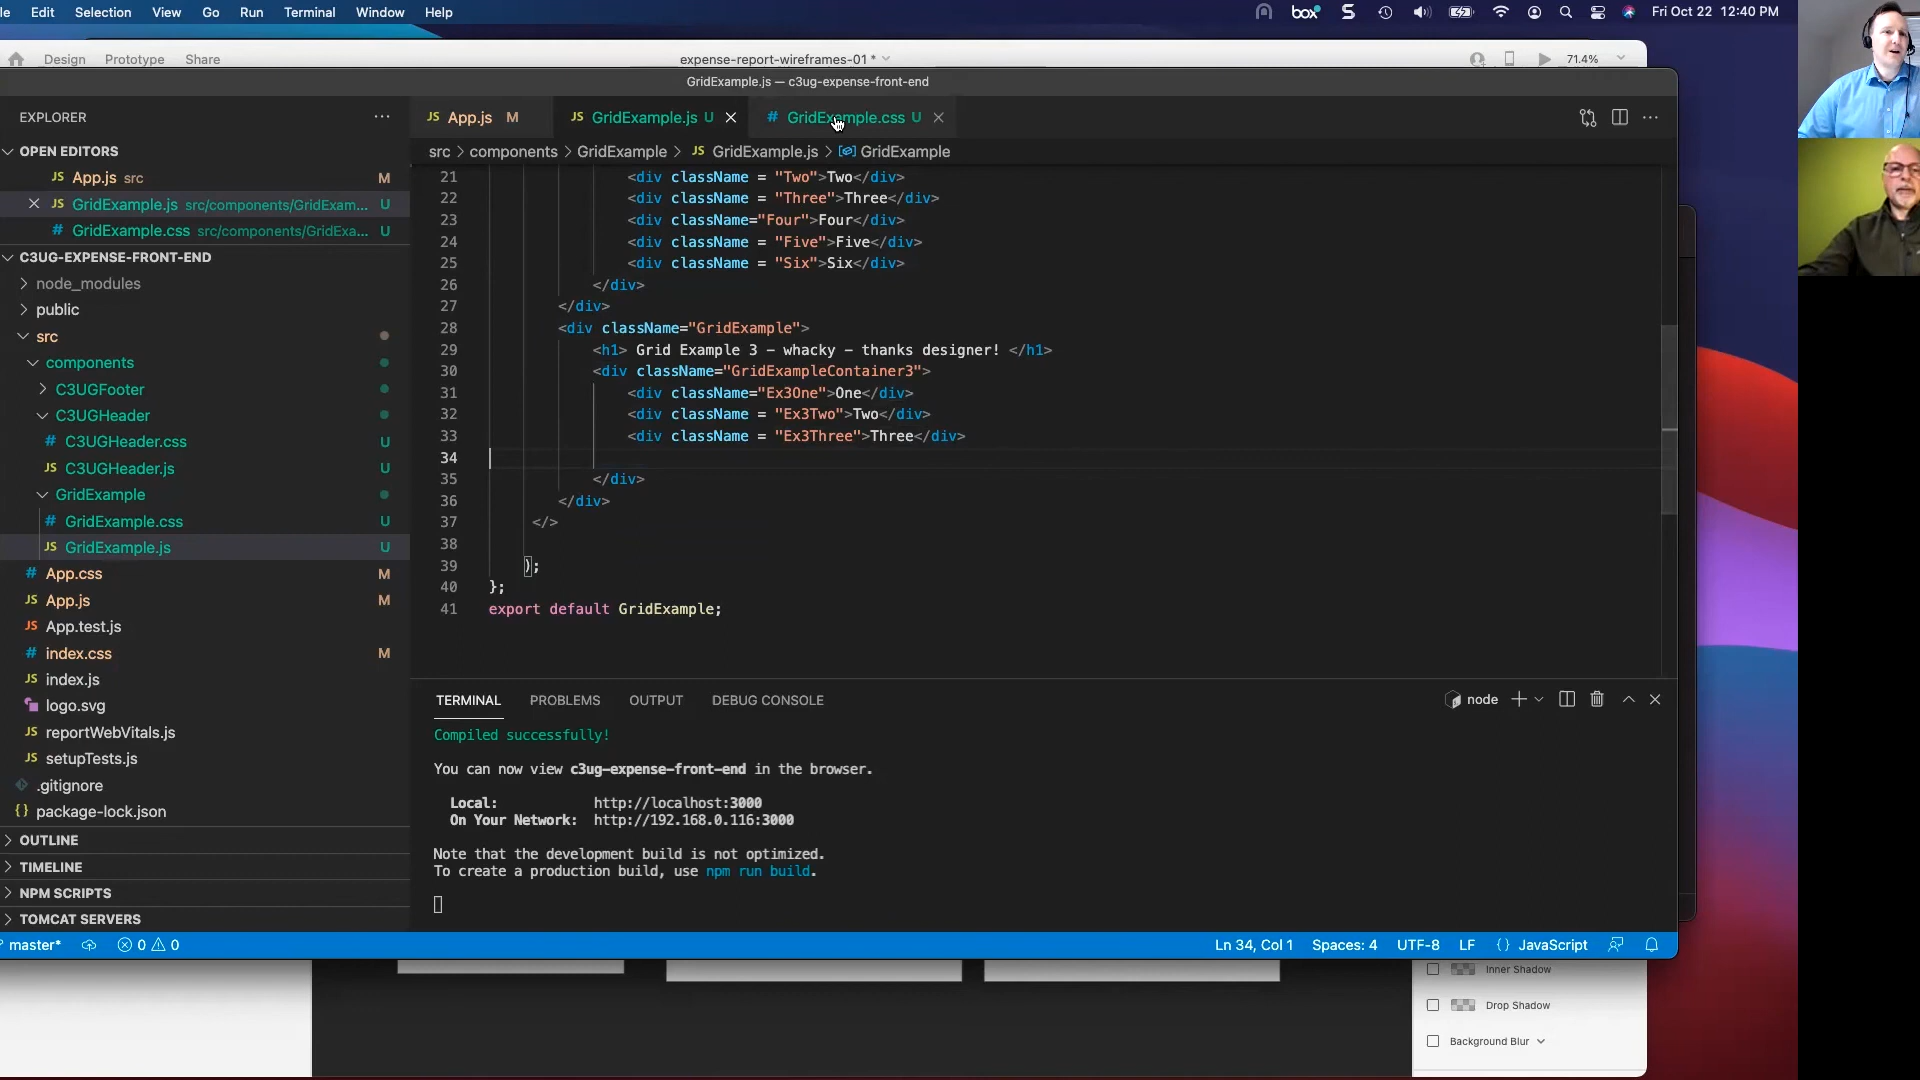 le Edit Selection View Go Run Terminal Window Help
box S Fri Oct 22 12:40 PM
Design Prototype Share
expense-report-wireframes-01 *
71.4%
GridExample.js — c3ug-expense-front-end
EXPLORER
JS App.js M
JS GridExample.js U
# GridExample.css U
OPEN EDITORS
src > components > GridExample > JS GridExample.js > GridExample
JS App.js src M
JS GridExample.js src/components/GridExam... U
# GridExample.css src/components/GridExa... U
C3UG-EXPENSE-FRONT-END
node_modules
public
src
components
C3UGFooter
C3UGHeader
# C3UGHeader.css U
JS C3UGHeader.js U
GridExample
# GridExample.css U
JS GridExample.js U
# App.css M
JS App.js M
JS App.test.js
# index.css M
JS index.js
logo.svg
JS reportWebVitals.js
JS setupTests.js
.gitignore
{} package-lock.json
OUTLINE
TIMELINE
NPM SCRIPTS
TOMCAT SERVERS
21 <div className = "Two">Two</div>
22 <div className = "Three">Three</div>
23 <div className="Four">Four</div>
24 <div className = "Five">Five</div>
25 <div className = "Six">Six</div>
26 </div>
27 </div>
28 <div className="GridExample">
29 <h1> Grid Example 3 - whacky - thanks designer! </h1>
30 <div className="GridExampleContainer3">
31 <div className="Ex3One">One</div>
32 <div className = "Ex3Two">Two</div>
33 <div className = "Ex3Three">Three</div>
34
35 </div>
36 </div>
37 </>
38
39 );
40 };
41 export default GridExample;
TERMINAL PROBLEMS OUTPUT DEBUG CONSOLE
node
Compiled successfully!
You can now view c3ug-expense-front-end in the browser.
Local: http://localhost:3000
On Your Network: http://192.168.0.116:3000
Note that the development build is not optimized.
To create a production build, use npm run build.
master* 0 0
Ln 34, Col 1 Spaces: 4 UTF-8 LF {} JavaScript
Inner Shadow
Drop Shadow
Background Blur